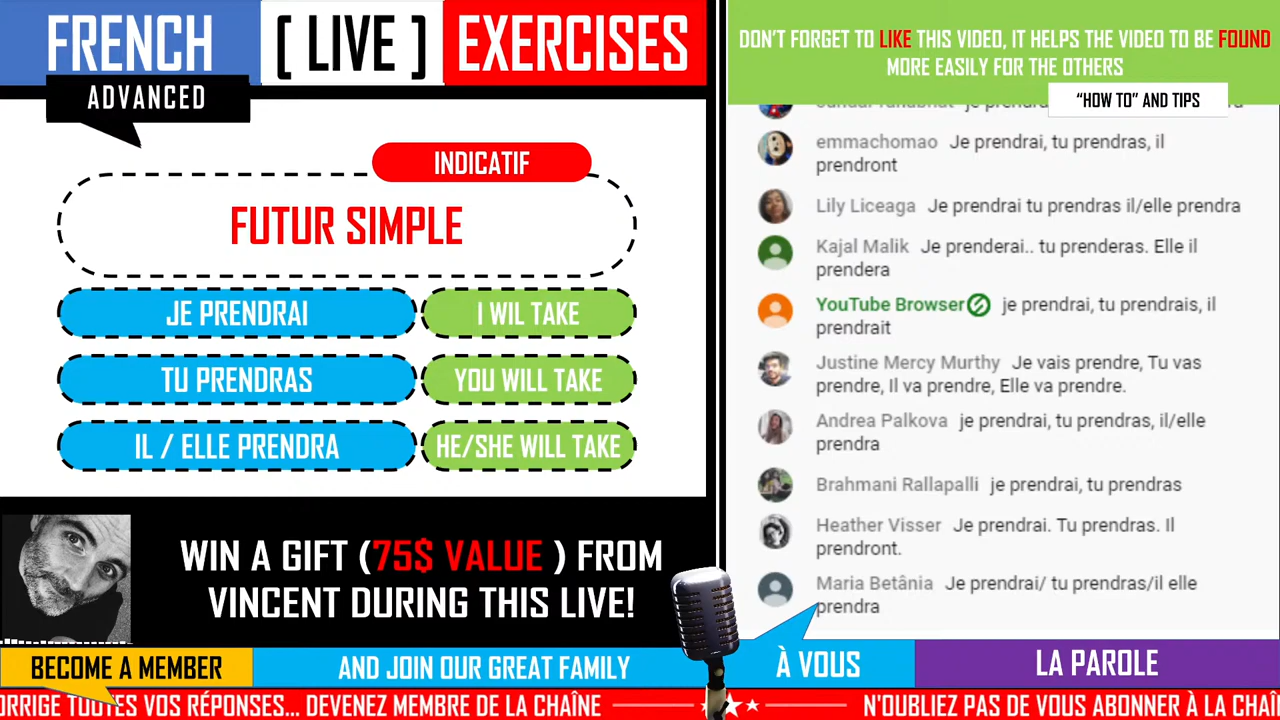 FRENCH [ LIVE ] EXERCISES
ADVANCED
INDICATIF
FUTUR SIMPLE
JE PRENDRAI
I WIL TAKE
TU PRENDRAS
YOU WILL TAKE
IL / ELLE PRENDRA
HE/SHE WILL TAKE
WIN A GIFT (75$ VALUE ) FROM
VINCENT DURING THIS LIVE!
DON'T FORGET TO LIKE THIS VIDEO, IT HELPS THE VIDEO TO BE FOUND
MORE EASILY FOR THE OTHERS
"HOW TO" AND TIPS
emmachomao Je prendrai, tu prendras, il
prendront
Lily Liceaga Je prendrai tu prendras il/elle prendra
Kajal Malik Je prenderai.. tu prenderas. Elle il
prendera
YouTube Browser je prendrai, tu prendrais, il
prendrait
Justine Mercy Murthy Je vais prendre, Tu vas
prendre, Il va prendre, Elle va prendre.
Andrea Palkova je prendrai, tu prendras, il/elle
prendra
Brahmani Rallapalli je prendrai, tu prendras
Heather Visser Je prendrai. Tu prendras. Il
prendront.
Maria Betânia Je prendrai/ tu prendras/il elle
prendra
BECOME A MEMBER
AND JOIN OUR GREAT FAMILY
À VOUS
LA PAROLE
ORRIGE TOUTES VOS RÉPONSES... DEVENEZ MEMBRE DE LA CHAÎNE
N'OUBLIEZ PAS DE VOUS ABONNER À LA CHAÎ